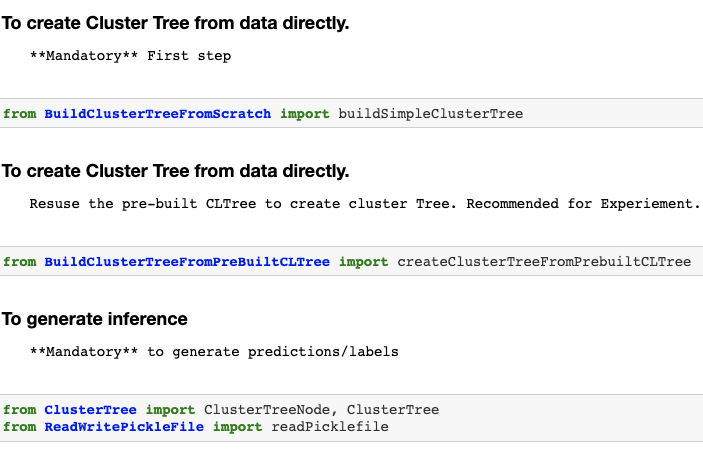 To create Cluster Tree from data directly.
**Mandatory** First step
from BuildClusterTreeFromScratch import buildSimpleClusterTree
To create Cluster Tree from data directly.
Resuse the pre-built CLTree to create cluster Tree. Recommended for Experiement.
from BuildClusterTreeFromPreBuiltCLTree import createClusterTreeFromPrebuiltCLTree
To generate inference
**Mandatory** to generate predictions/labels
from ClusterTree import ClusterTreeNode, ClusterTree
from ReadWritePickleFile import readPicklefile